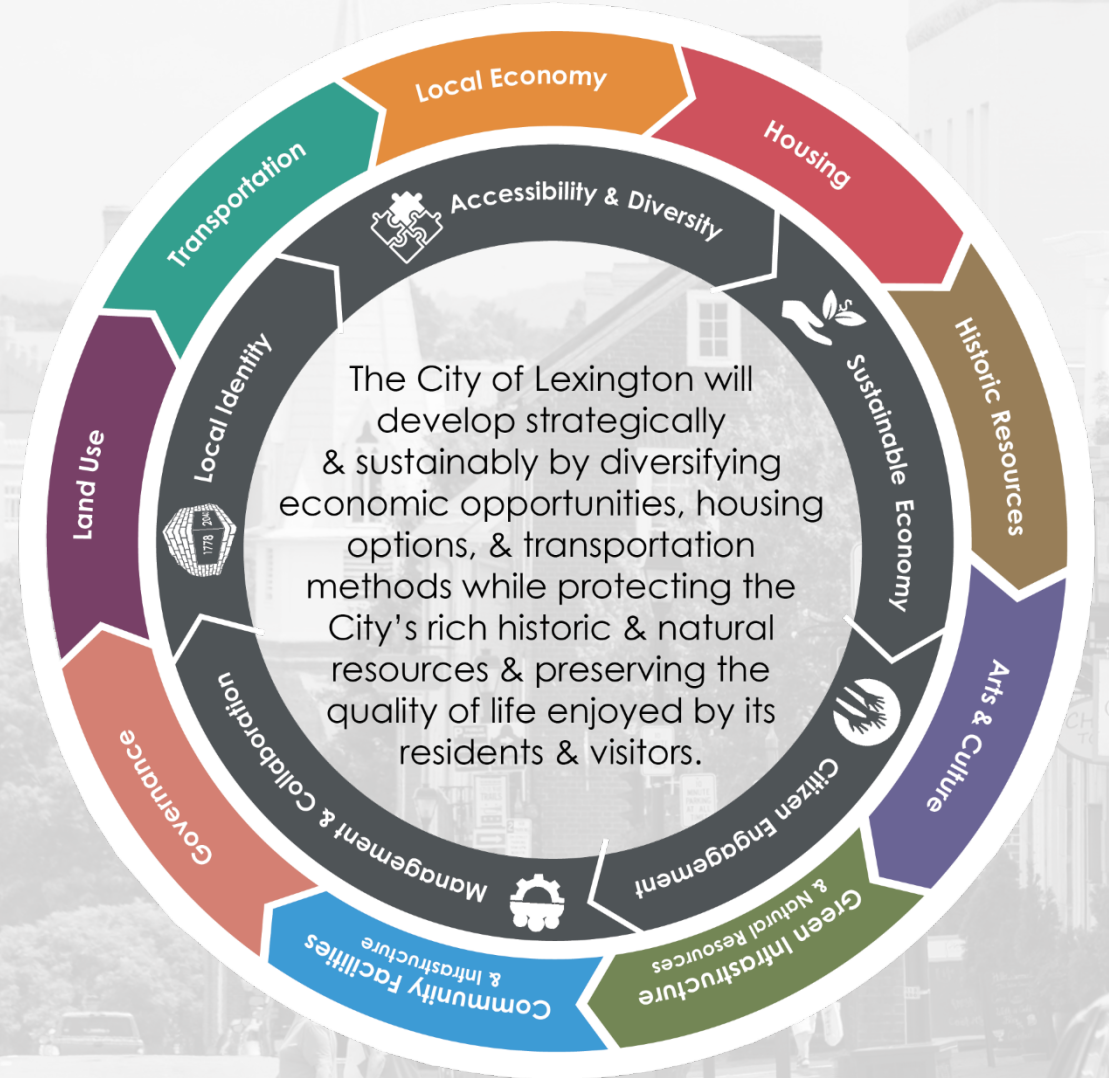 Local Economy
Housing
Historic Resources
Arts & Culture
Green Infrastructure
& Natural Resources
Community Facilities
& Infrastructure
Governance
Land Use
Transportation
Accessibility & Diversity
$
Sustainable Economy
Citizen Engagement
Management & Collaboration
Local Identity
1778 2040
The City of Lexington will
develop strategically
& sustainably by diversifying
economic opportunities, housing
options, & transportation
methods while protecting the
City’s rich historic & natural
resources & preserving the
quality of life enjoyed by its
residents & visitors.